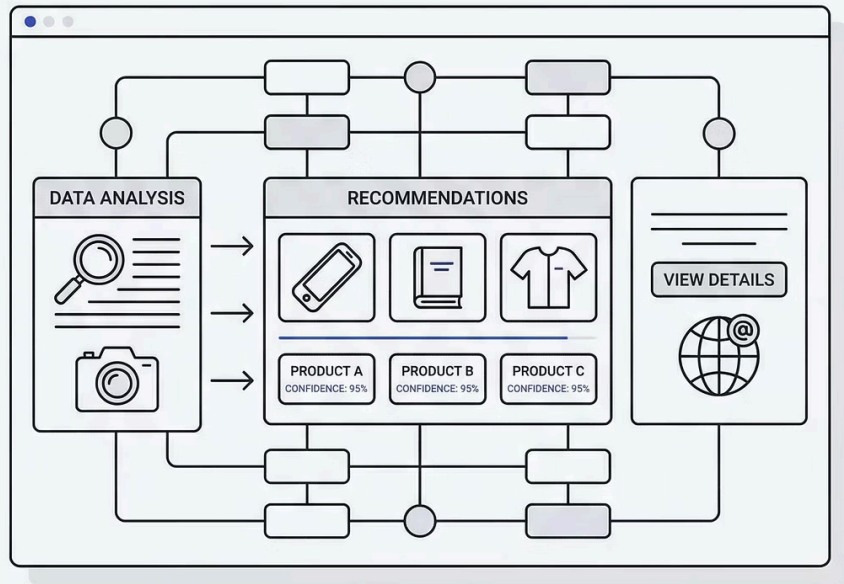 DATA ANALYSIS
RECOMMENDATIONS
PRODUCT A
CONFIDENCE: 95%
PRODUCT B
CONFIDENCE: 95%
PRODUCT C
CONFIDENCE: 95%
VIEW DETAILS
@